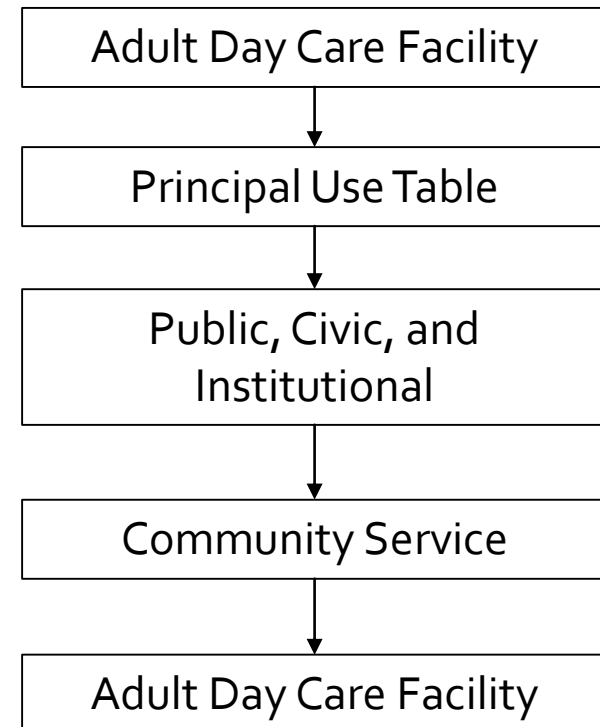 Adult Day Care Facility
Principal Use Table
Public, Civic, and
Institutional
Community Service
Adult Day Care Facility